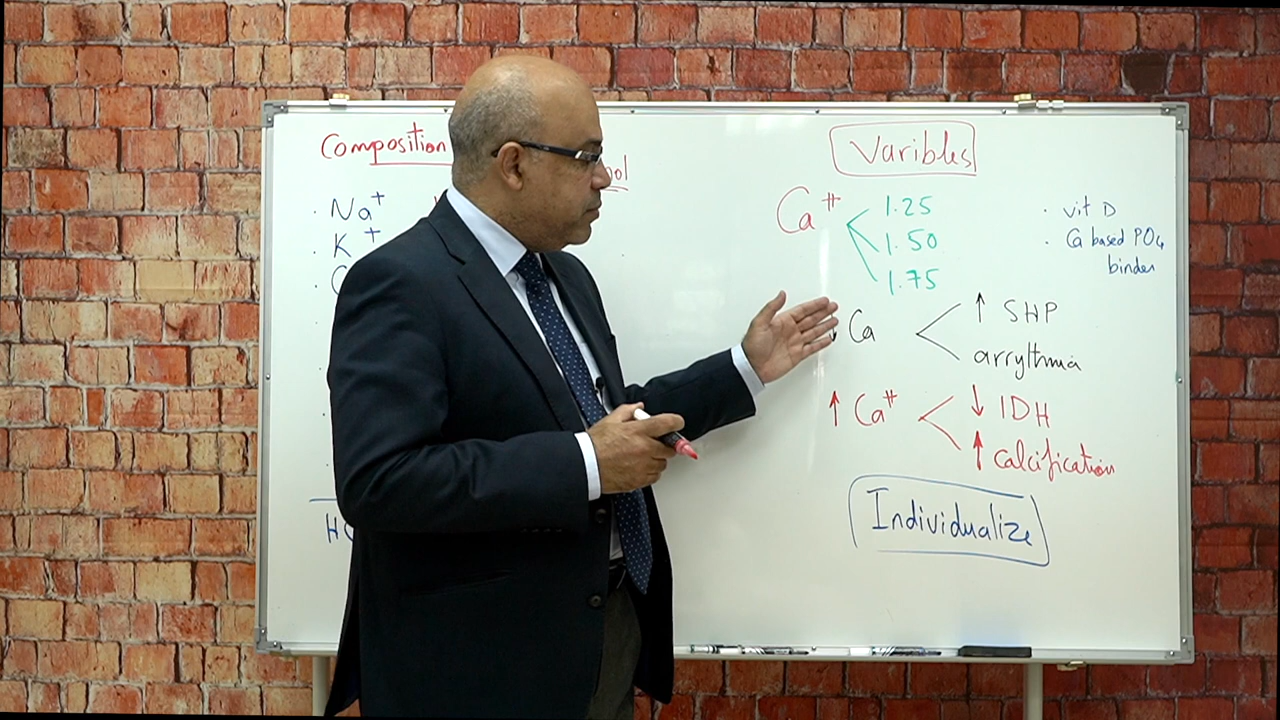 Composition
mol
Na+
K+
Varibles
Ca++
1.25
1.50
1.75
. vit D
. Ca based PO4
binder
↓ Ca
↑ SHP
arrythmia
↑ Ca++
↓ IDH
↑ calcification
Individualize